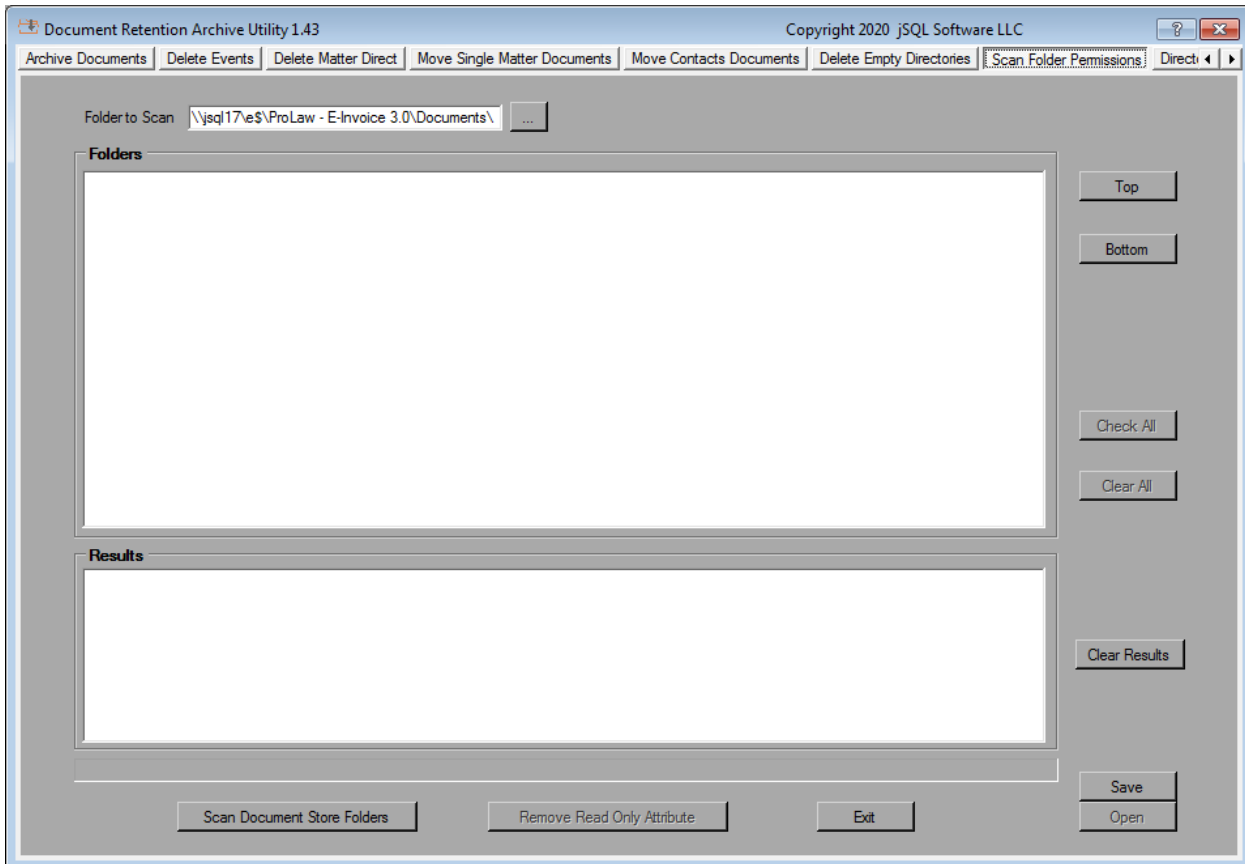 Document Retention Archive Utility 1.43 Copyright 2020 jSQL Software LLC ?
Archive Documents Delete Events Delete Matter Direct Move Single Matter Documents Move Contacts Documents Delete Empty Directories Scan Folder Permissions Directo
Folder to Scan \\jsql17\e$\ProLaw - E-Invoice 3.0\Documents\ ...
Folders
Top
Bottom
Check All
Clear All
Results
Clear Results
Save
Scan Document Store Folders Remove Read Only Attribute Exit Open